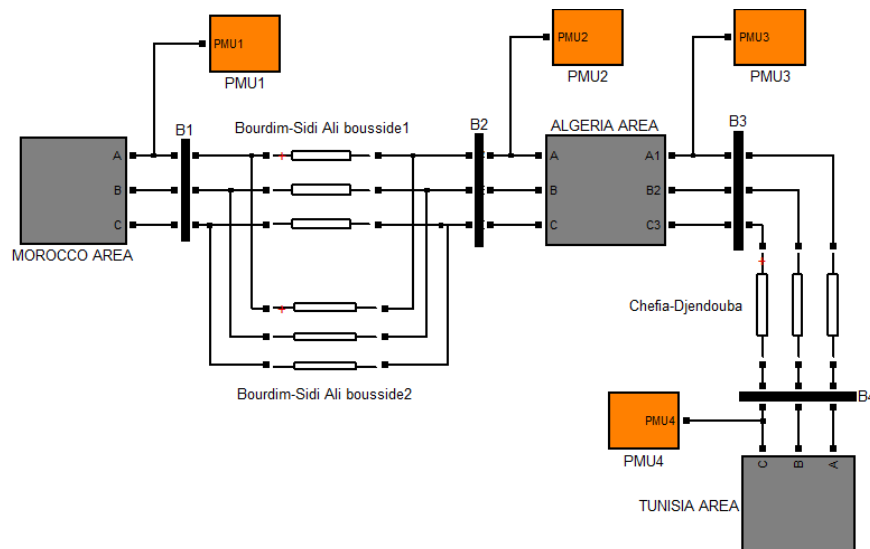 PMU1
PMU1
PMU2
PMU2
PMU3
PMU3
B1
Bourdim-Sidi Ali bousside1
B2
ALGERIA AREA
B3
A
B
C
MOROCCO AREA
A
B
C
A1
B2
C3
Chefia-Djendouba
Bourdim-Sidi Ali bousside2
B4
PMU4
PMU4
C
B
A
TUNISIA AREA